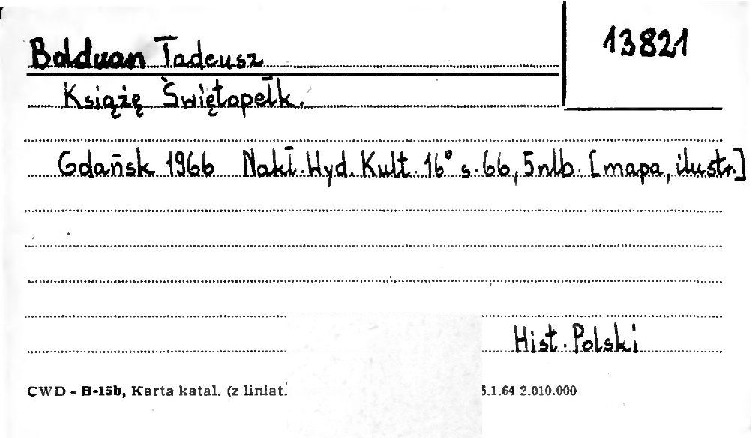 13821
Bolduan Tadeusz
Książę Świętopełk.
Gdańsk 1966 Nakł. Wyd. Kult. 16° s. 66, 5 nlb. [mapa, ilustr.]
Hist. Polski
CWD - B-15b, Karta katal. (z liniat. 5.1.64 2.010.000